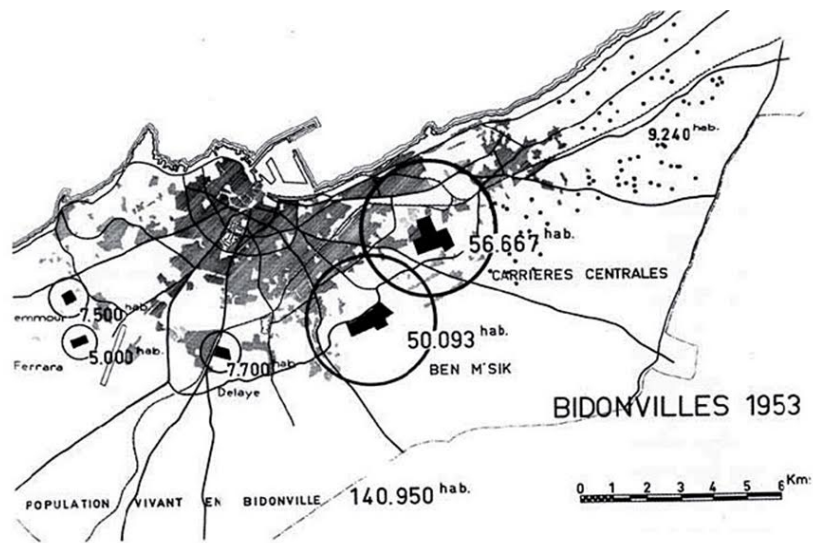 9.240 hab.
56.667 hab.
CARRIERES CENTRALES
emmour 7.500 hab.
Ferrara 5.000 hab.
7.700 hab.
Delaye
50.093 hab.
BEN M'SIK
BIDONVILLES 1953
POPULATION VIVANT EN BIDONVILLE 140.950 hab.
0 1 2 3 4 5 6 Km: